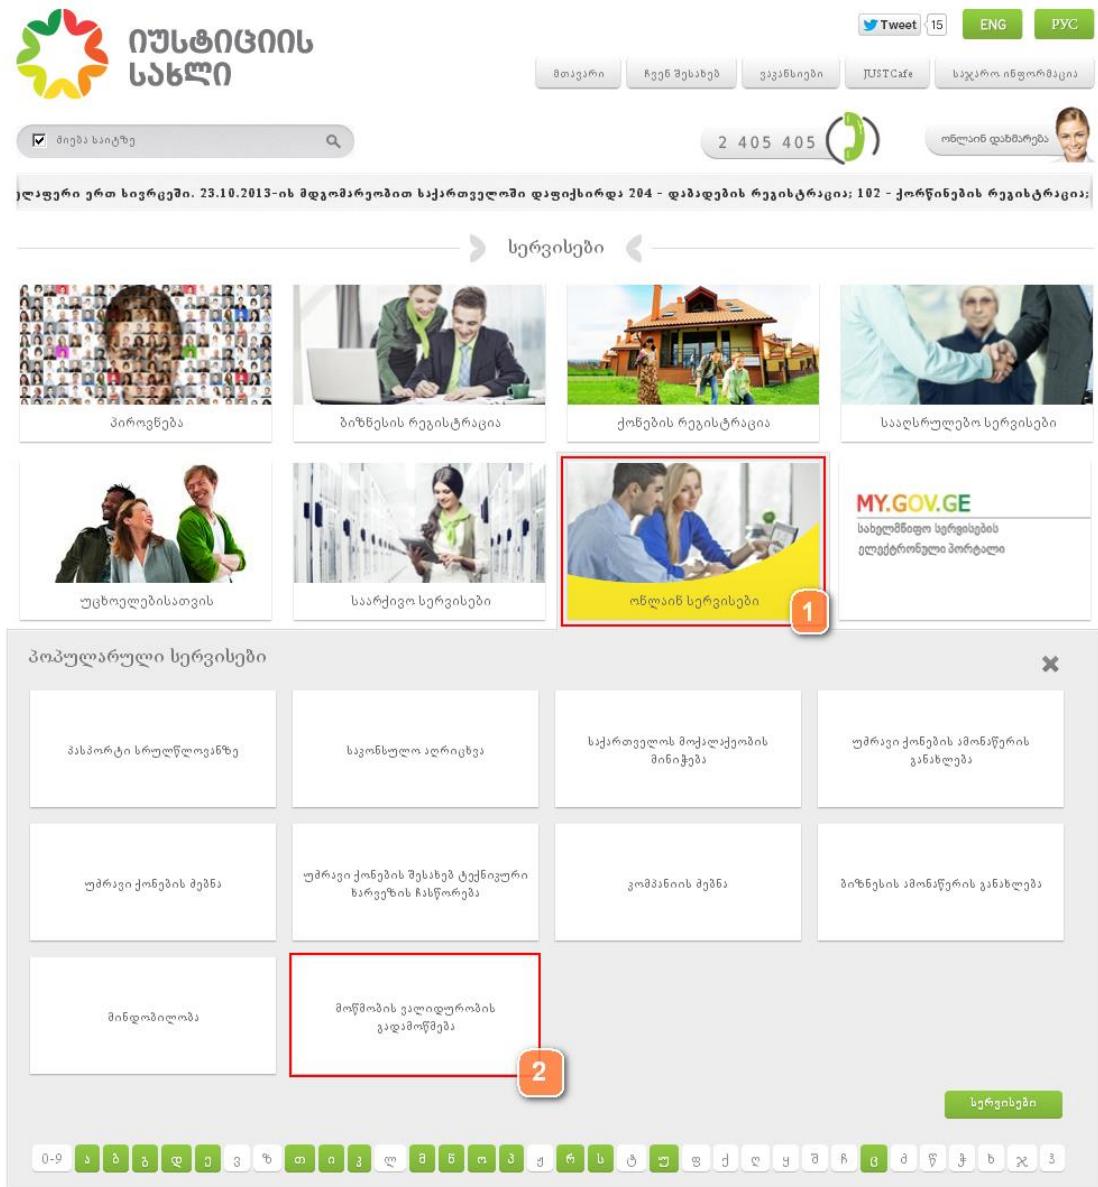 Tweet 15 ENG РУС
იუსტიციის
სახლი
მთავარი ჩვენ შესახებ ვაკანსიები JUSTCafe საჯარო ინფორმაცია
ძიება საიტზე 2 405 405 ონლაინ დახმარება
ელაფერი ერთ სივრცეში. 23.10.2013-ის მდგომარეობით საქართველოში დაფიქსირდა 204 - დაბადების რეგისტრაცია; 102 - ქორწინების რეგისტრაცია;
სერვისები
პიროვნება ბიზნესის რეგისტრაცია ქონების რეგისტრაცია სააღსრულებო სერვისები
MY.GOV.GE
სახელმწიფო სერვისების
ელექტრონული პორტალი
უცხოელებისათვის საარქივო სერვისები ონლაინ სერვისები
1
პოპულარული სერვისები
პასპორტი სრულწლოვანზე საკონსულო აღრიცხვა საქართველოს მოქალაქეობის უძრავი ქონების ამონაწერის
მინიჭება განახლება
უძრავი ქონების ძებნა უძრავი ქონების შესახებ ტექნიკური კომპანიის ძებნა ბიზნესის ამონაწერის განახლება
ხარვეზის ჩასწორება
მინდობილობა მოწმობის ვალიდურობის
გადამოწმება
2
სერვისები
0-9 ა ბ გ დ ე ვ ზ თ ი კ ლ მ ნ ო პ ჟ რ ს ტ უ ფ ქ ღ ყ შ ჩ ც ძ წ ჭ ხ ჯ ჰ